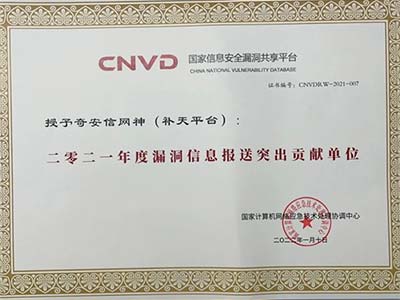 CNVD 国家信息安全漏洞共享平台
CHINA NATIONAL VULNERABILITY DATABASE
证书编号：CNVDRW-2021-007
授予奇安信网神（补天平台）：
二零二一年度漏洞信息报送突出贡献单位
国家计算机网络应急技术处理协调中心
二〇二二年一月十日